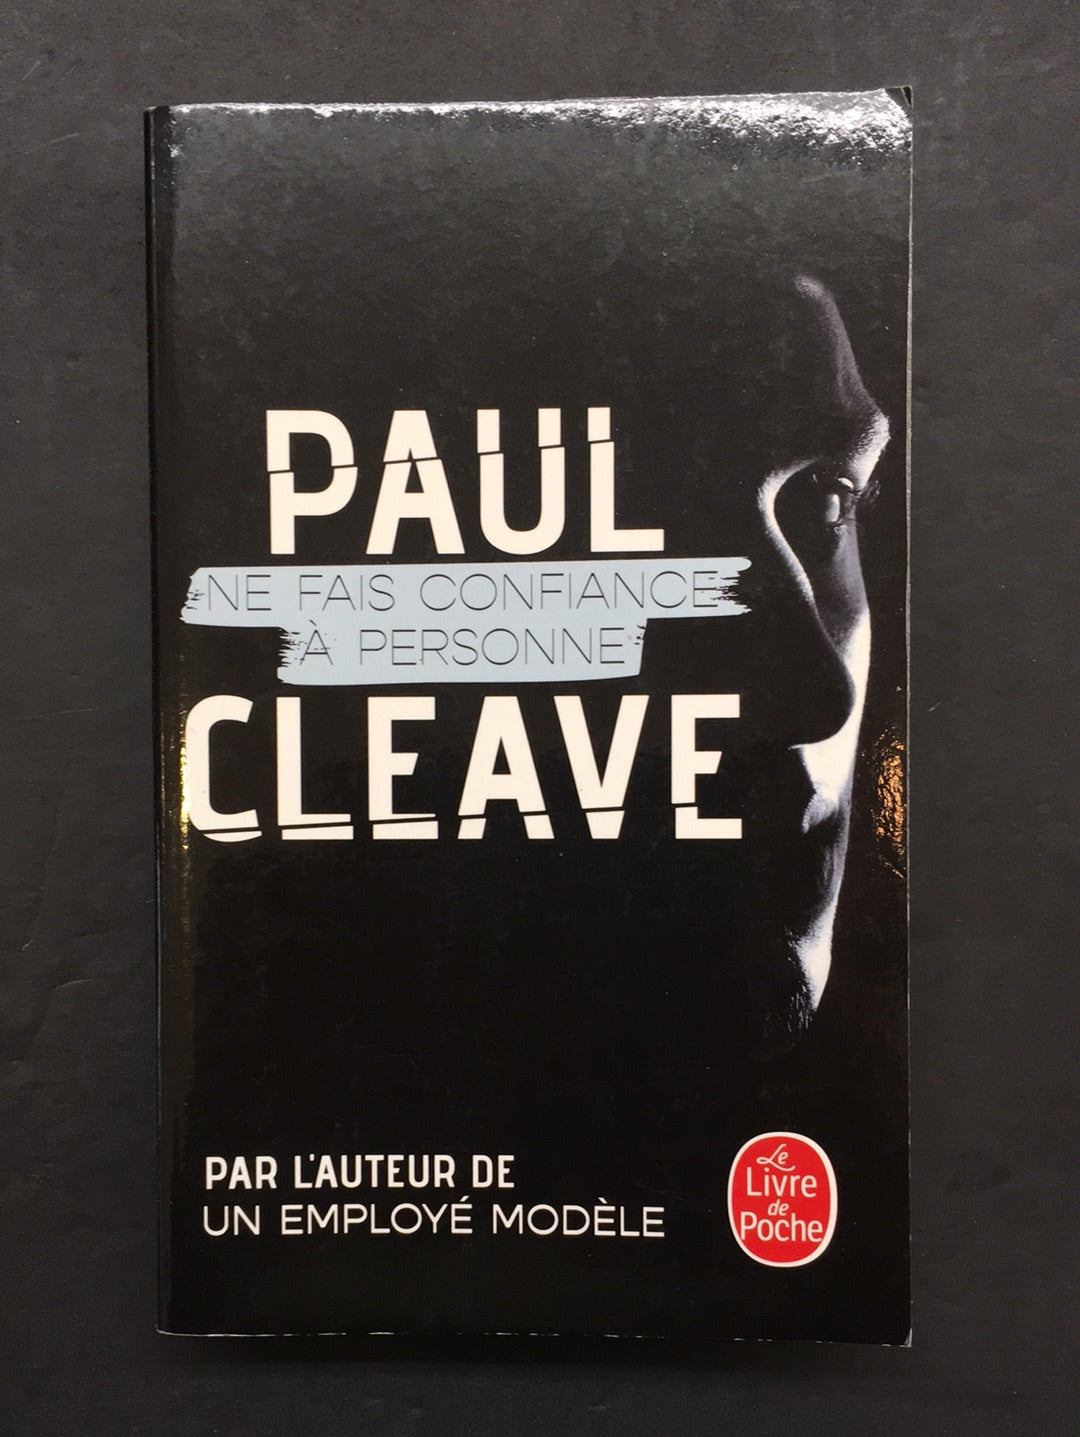 PAUL
NE FAIS CONFIANCE
À PERSONNE
CLEAVE
PAR L'AUTEUR DE
UN EMPLOYÉ MODÈLE
Le
Livre
de
Poche